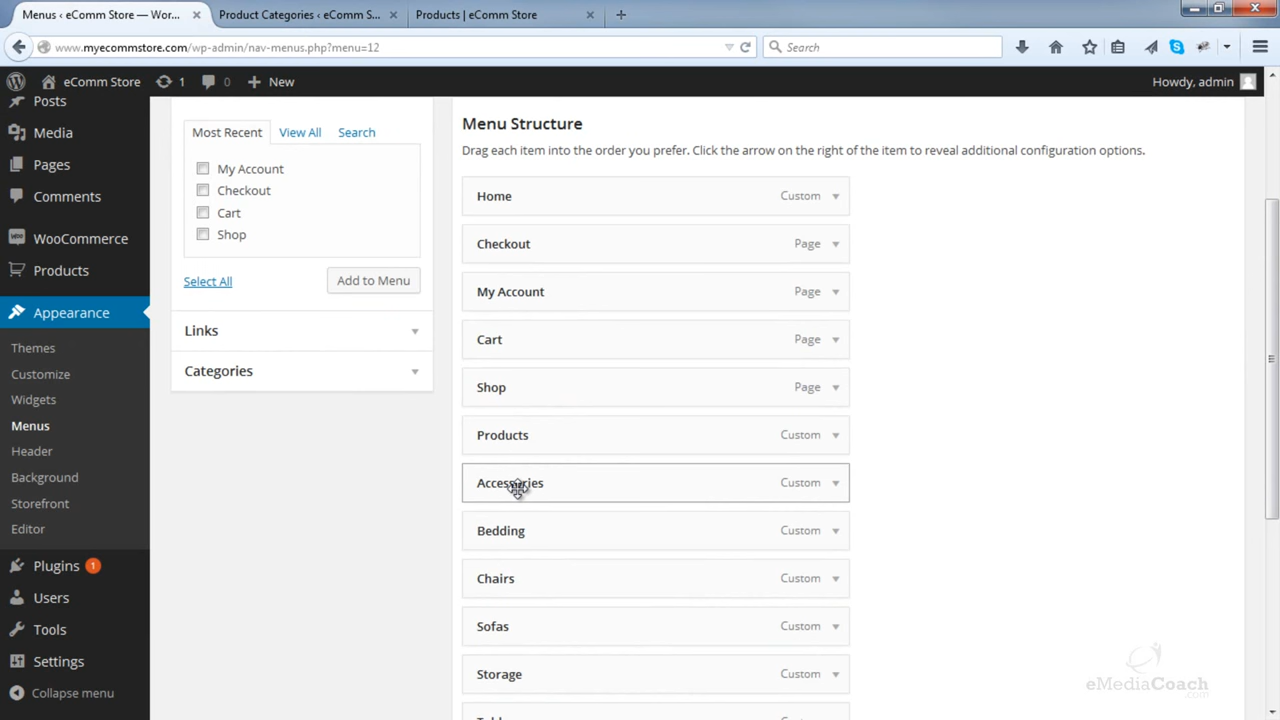 Menus ‹ eComm Store — Wor...
Product Categories ‹ eComm S...
Products | eComm Store
www.myecommstore.com/wp-admin/nav-menus.php?menu=12
Search
eComm Store
1
0
New
Howdy, admin
Posts
Media
Pages
Comments
WooCommerce
Products
Appearance
Themes
Customize
Widgets
Menus
Header
Background
Storefront
Editor
Plugins 1
Users
Tools
Settings
Collapse menu
Most Recent
View All
Search
My Account
Checkout
Cart
Shop
Select All
Add to Menu
Links
Categories
Menu Structure
Drag each item into the order you prefer. Click the arrow on the right of the item to reveal additional configuration options.
Home Custom
Checkout Page
My Account Page
Cart Page
Shop Page
Products Custom
Accessories Custom
Bedding Custom
Chairs Custom
Sofas Custom
Storage Custom
eMediaCoach
.com